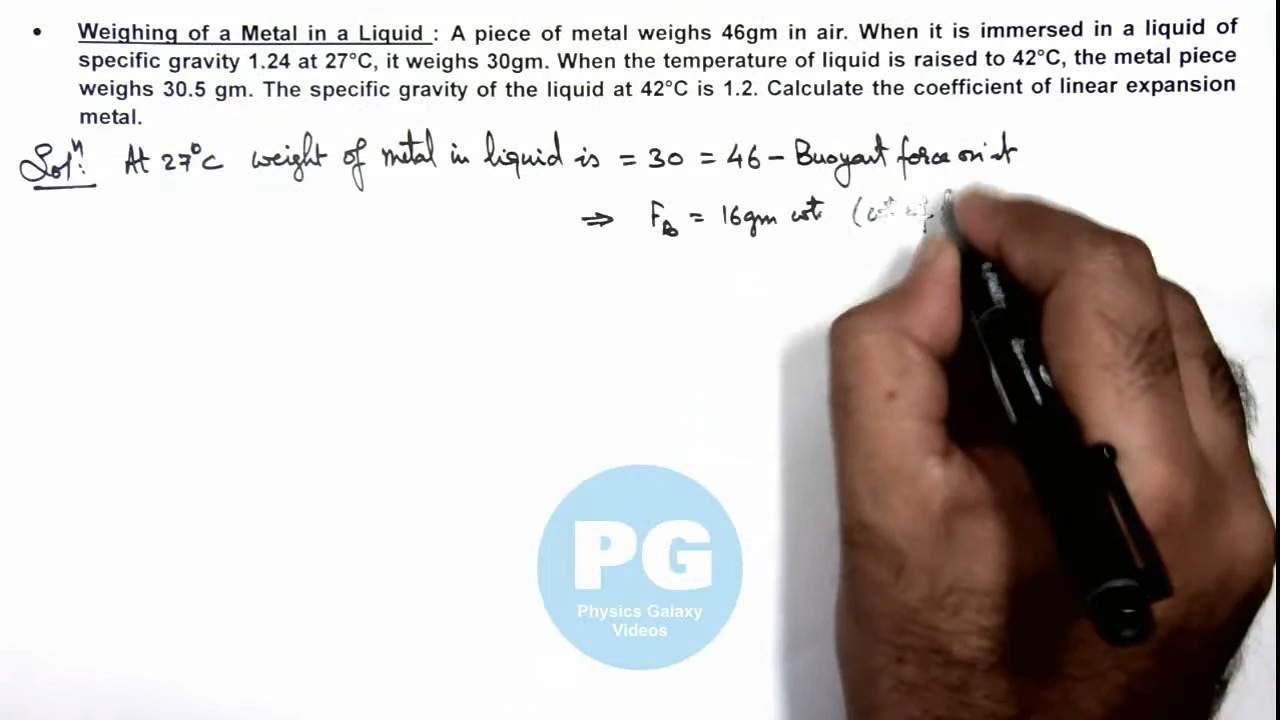 • Weighing of a Metal in a Liquid : A piece of metal weighs 46gm in air. When it is immersed in a liquid of
specific gravity 1.24 at 27°C, it weighs 30gm. When the temperature of liquid is raised to 42°C, the metal piece
weighs 30.5 gm. The specific gravity of the liquid at 42°C is 1.2. Calculate the coefficient of linear expansion
metal.
Solⁿ: At 27°C weight of metal in liquid is = 30 = 46 - Buoyant force on it
⇒ F_B = 16gm wt. (wt of
PG
Physics Galaxy
Videos